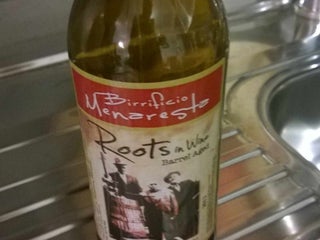 Birrificio
Menaresta
Roots in Wine
Barrel Aged